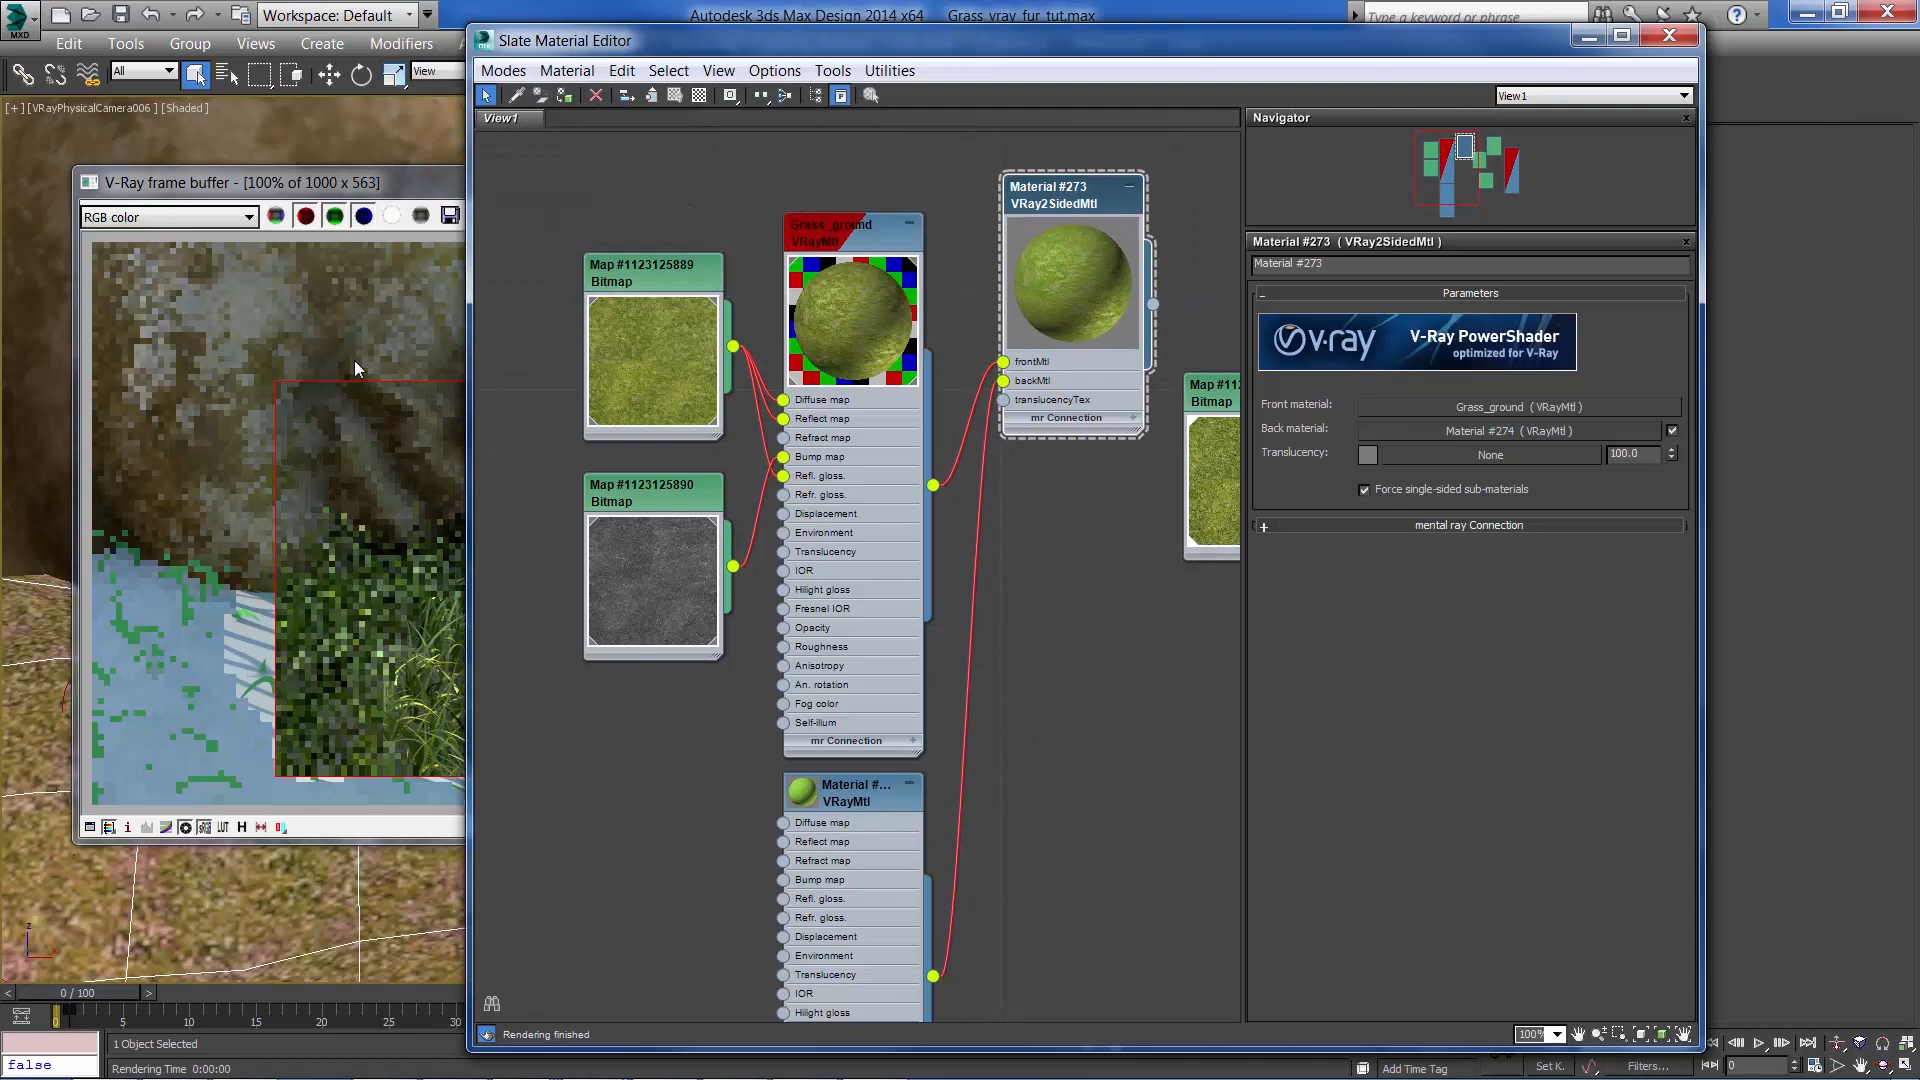 Workspace: Default
Autodesk 3ds Max Design 2014 x64 Grass_vray_fur_tut.max
Type a keyword or phrase
MXD
Edit Tools Group Views Create Modifiers
All
View
[+] [VRayPhysicalCamera006 ] [Shaded ]
V-Ray frame buffer - [100% of 1000 x 563]
RGB color
LUT H
Slate Material Editor
Modes Material Edit Select View Options Tools Utilities
View1
View1
Map #1123125889
Bitmap
Map #1123125890
Bitmap
Grass_ground
VRayMtl
Diffuse map
Reflect map
Refract map
Bump map
Refl. gloss.
Refr. gloss.
Displacement
Environment
Translucency
IOR
Hilight gloss
Fresnel IOR
Opacity
Roughness
Anisotropy
An. rotation
Fog color
Self-illum
mr Connection +
Material #...
VRayMtl
Diffuse map
Reflect map
Refract map
Bump map
Refl. gloss.
Refr. gloss.
Displacement
Environment
Translucency
IOR
Hilight gloss
Material #273
VRay2SidedMtl
frontMtl
backMtl
translucencyTex
mr Connection +
Map #112
Bitmap
Navigator
Material #273 ( VRay2SidedMtl )
Material #273
Parameters
v·ray
V-Ray PowerShader
optimized for V-Ray
Front material: Grass_ground ( VRayMtl )
Back material: Material #274 ( VRayMtl )
Translucency: None 100.0
Force single-sided sub-materials
mental ray Connection
Rendering finished
100%
0 / 100
0 5 10 15 20 25 30
1 Object Selected
false
Rendering Time 0:00:00
Add Time Tag
Set K.
Filters...
0